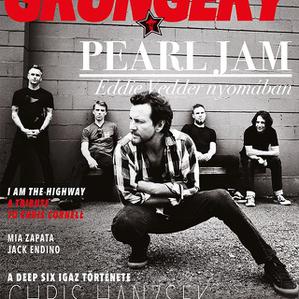 GRUNGERY
PEARL JAM
Eddie Vedder nyomában
I AM THE HIGHWAY
A TRIBUTE
TO CHRIS CORNELL
MIA ZAPATA
JACK ENDINO
A DEEP SIX IGAZ TÖRTÉNETE
CHRIS HANZSEK